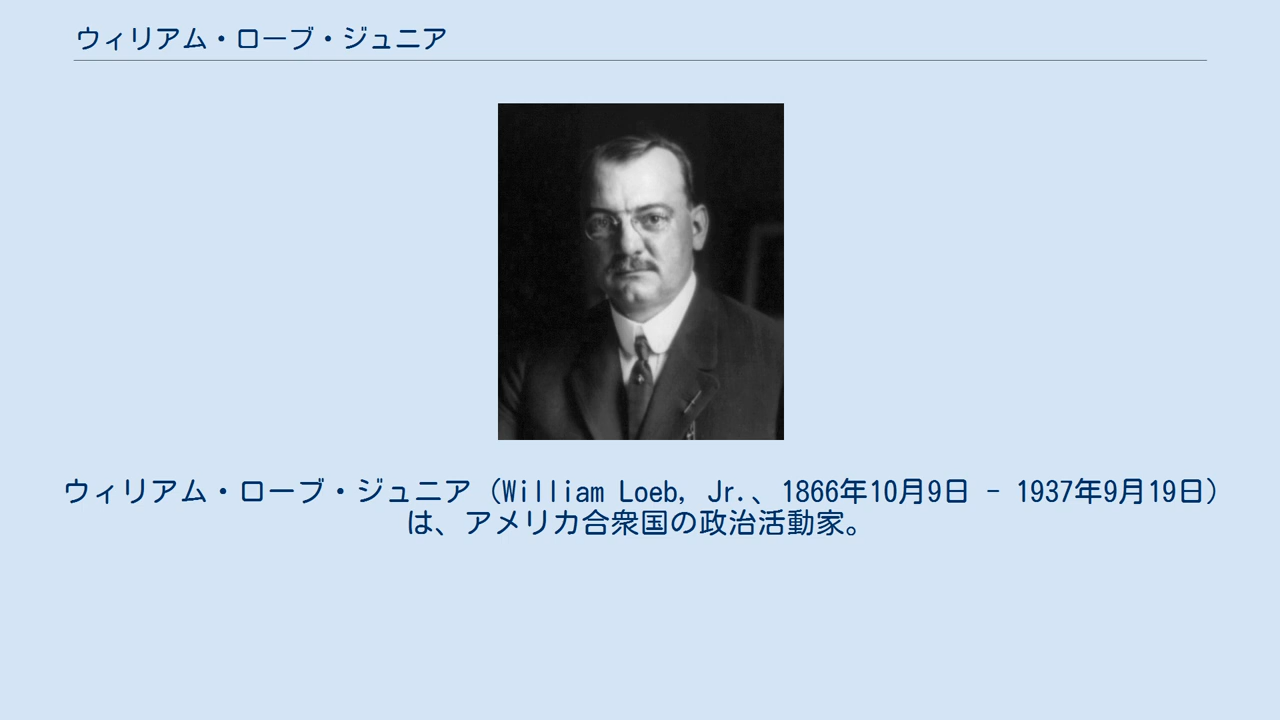 ウィリアム・ローブ・ジュニア
ウィリアム・ローブ・ジュニア（William Loeb, Jr.、1866年10月9日 - 1937年9月19日）
は、アメリカ合衆国の政治活動家。